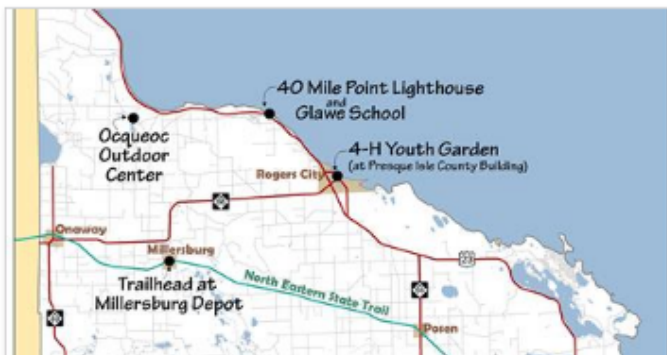 40 Mile Point Lighthouse
and
Glawe School
Ocqueoc
Outdoor
Center
4-H Youth Garden
(at Presque Isle County Building)
Rogers City
Onaway
Millersburg
Trailhead at
Millersburg Depot
North Eastern State Trail
23
Posen